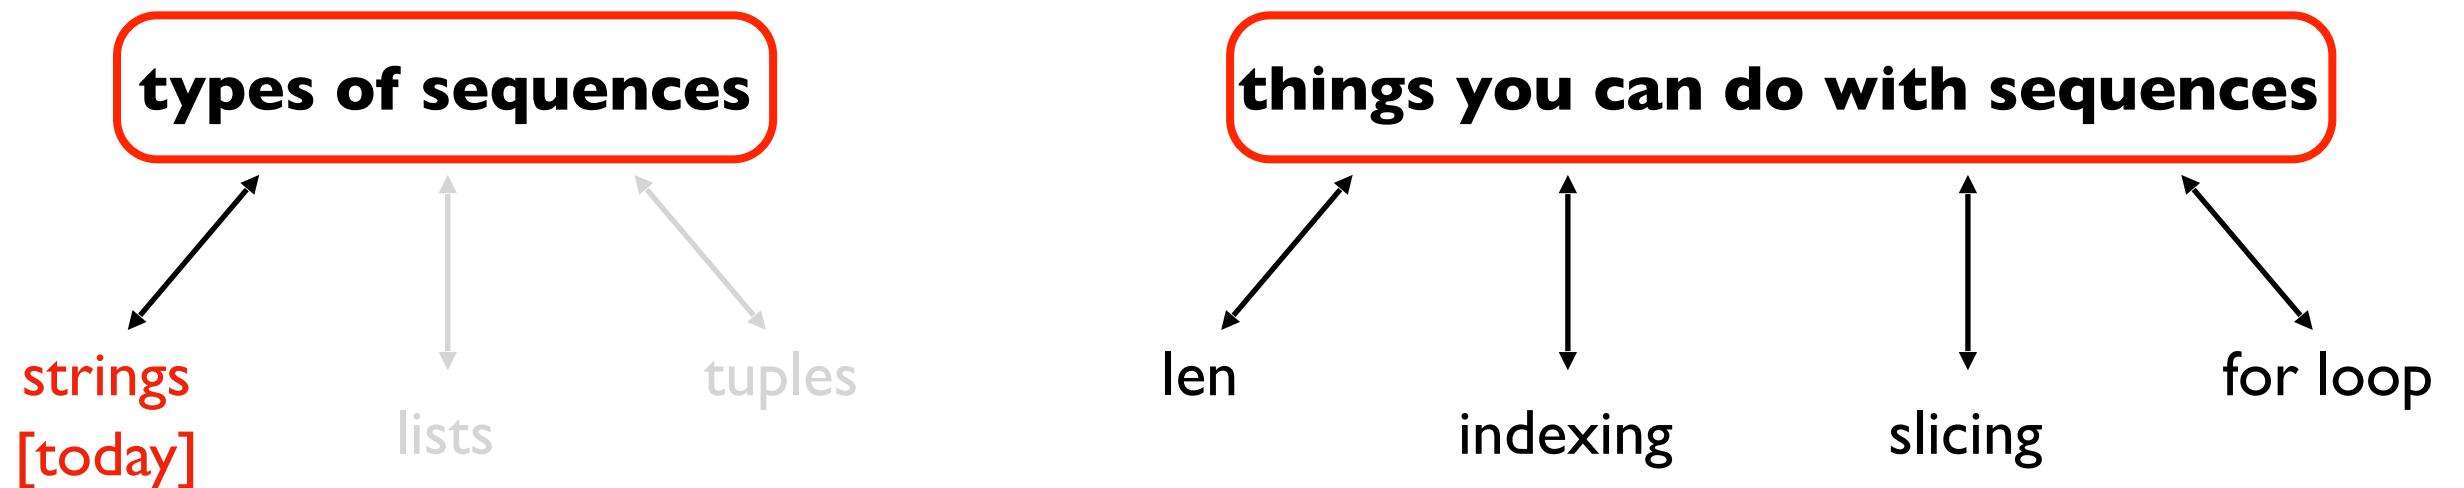 types of sequences
things you can do with sequences
strings
[today]
lists
tuples
len
indexing
slicing
for loop